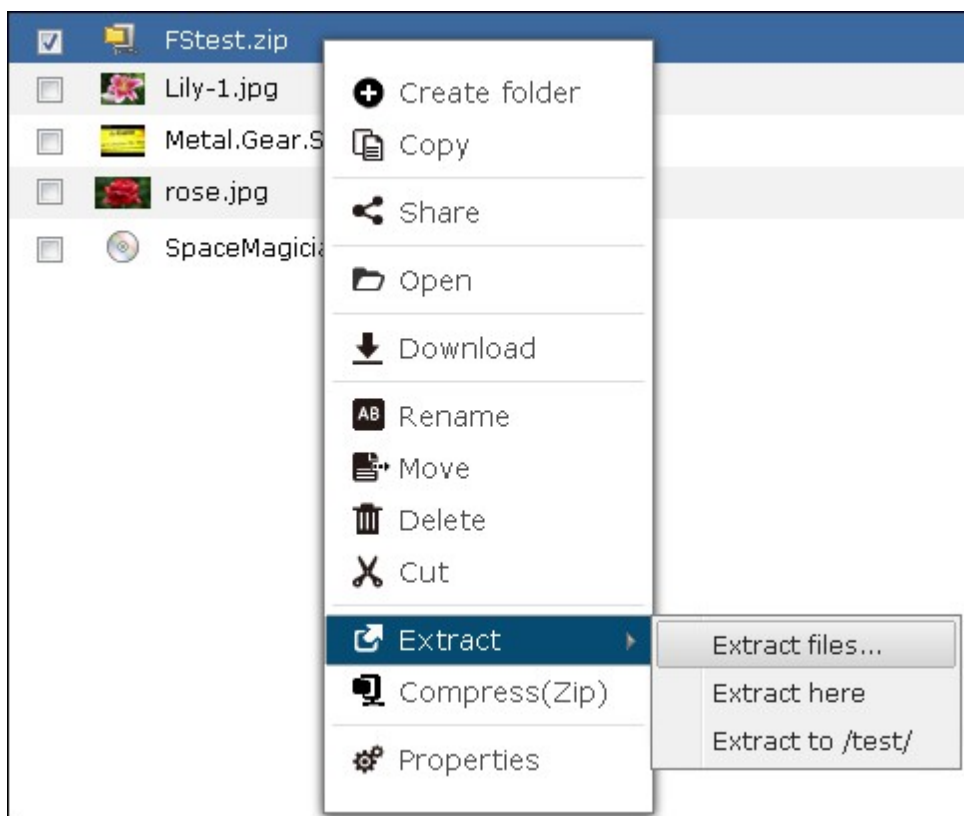 FStest.zip
Lily-1.jpg
Metal.Gear.S
rose.jpg
SpaceMagicia
Create folder
Copy
Share
Open
Download
AB Rename
Move
Delete
Cut
Extract
Compress(Zip)
Properties
Extract files...
Extract here
Extract to /test/